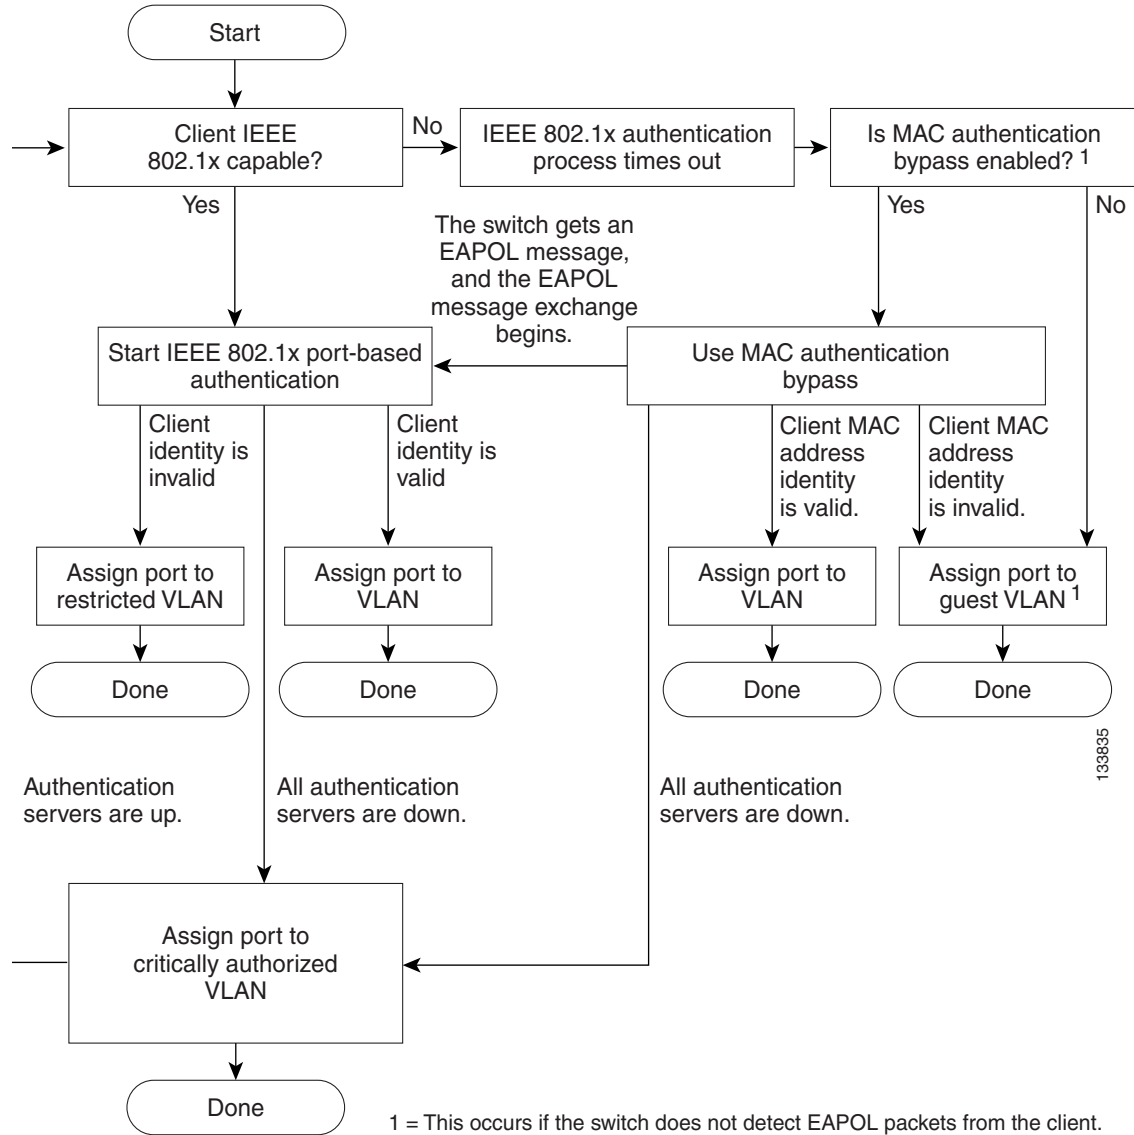 Start
Client IEEE
802.1x capable?
No
IEEE 802.1x authentication
process times out
Is MAC authentication
bypass enabled? 1
Yes
Yes
No
The switch gets an
EAPOL message,
and the EAPOL
message exchange
begins.
Start IEEE 802.1x port-based
authentication
Use MAC authentication
bypass
Client
identity is
invalid
Client
identity is
valid
Client MAC
address
identity
is valid.
Client MAC
address
identity
is invalid.
Assign port to
restricted VLAN
Assign port to
VLAN
Assign port to
VLAN
Assign port to
guest VLAN 1
Done
Done
Done
Done
133835
Authentication
servers are up.
All authentication
servers are down.
All authentication
servers are down.
Assign port to
critically authorized
VLAN
Done
1 = This occurs if the switch does not detect EAPOL packets from the client.